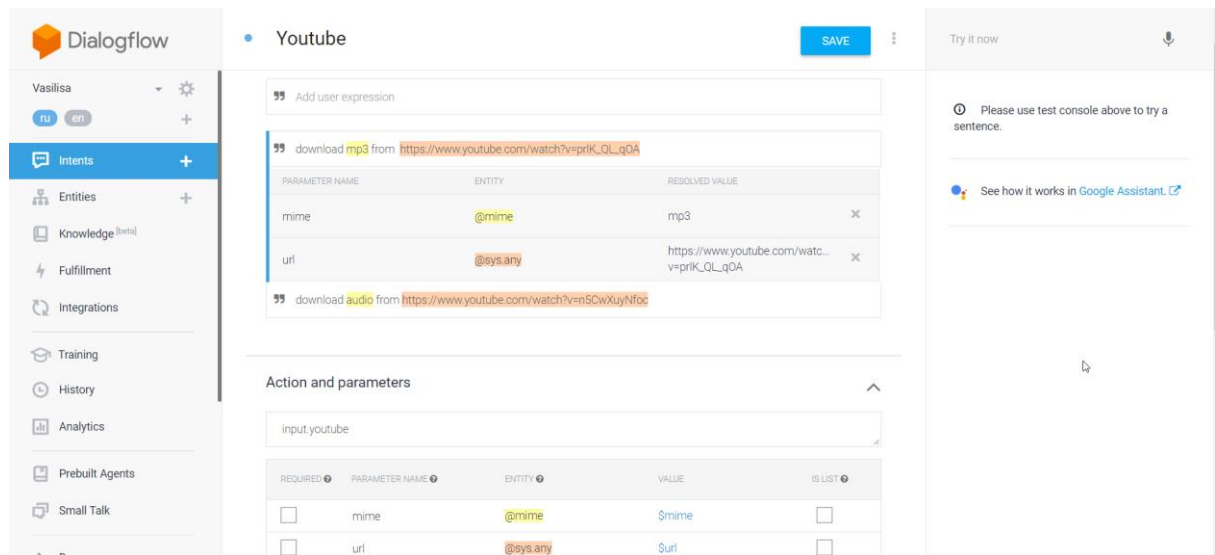 Dialogflow
Youtube
SAVE
Try it now
Vasilisa
ru en
Add user expression
Please use test console above to try a
sentence.
download mp3 from https://www.youtube.com/watch?v=prlK_QL_qOA
Intents
PARAMETER NAME ENTITY RESOLVED VALUE
Entities
See how it works in Google Assistant.
mime @mime mp3
Knowledge [beta]
url @sys.any https://www.youtube.com/watc...
v=prlK_QL_qOA
Fulfillment
download audio from https://www.youtube.com/watch?v=n5CwXuyNfoc
Integrations
Training
Action and parameters
History
input.youtube
Analytics
Prebuilt Agents
REQUIRED PARAMETER NAME ENTITY VALUE IS LIST
Small Talk
mime @mime $mime
url @sys.any $url